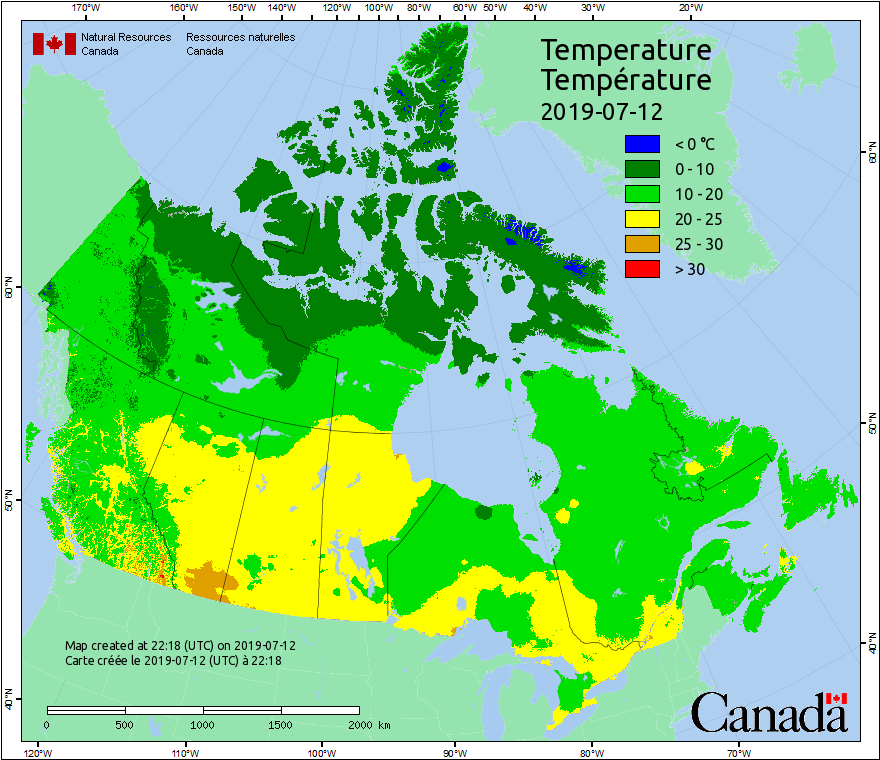 170°W 160°W 150°W 140°W 130°W 120°W 110°W 100°W 80°W 60°W 50°W 40°W 30°W 20°W
Natural Resources
Canada
Ressources naturelles
Canada
Temperature
Température
2019-07-12
< 0 °C
0 - 10
10 - 20
20 - 25
25 - 30
> 30
60°N
50°N
40°N
60°N
50°N
40°N
Map created at 22:18 (UTC) on 2019-07-12
Carte créée le 2019-07-12 (UTC) à 22:18
0 500 1000 1500 2000 km
Canada
120°W 110°W 100°W 90°W 80°W 70°W